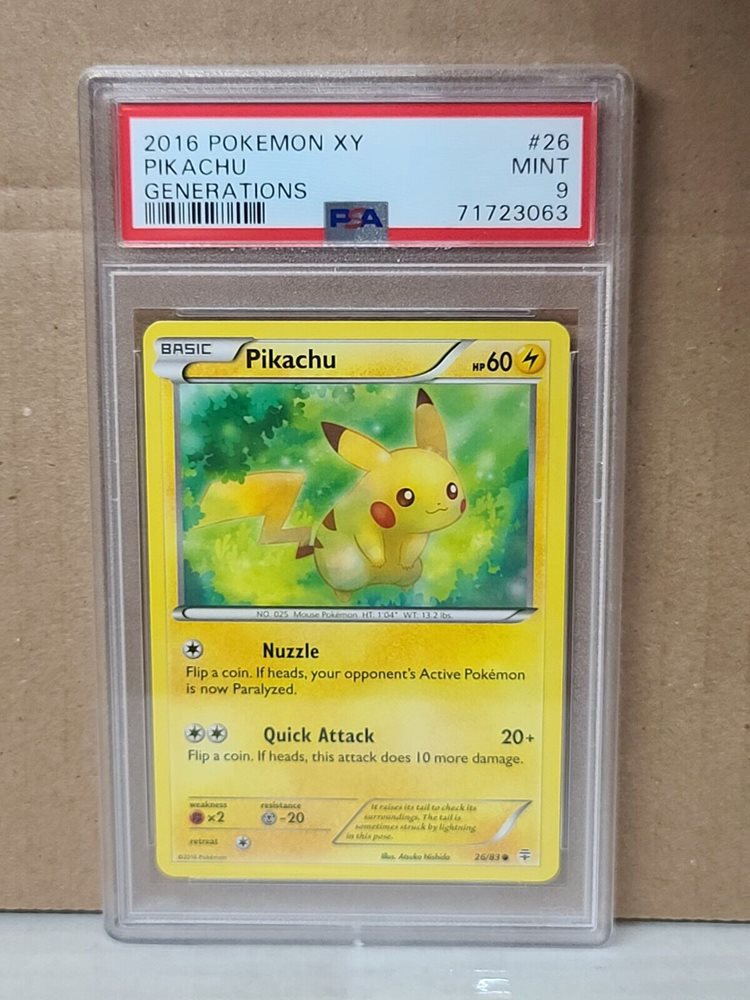 2016 POKEMON XY #26
PIKACHU MINT
GENERATIONS 9
PSA 71723063
BASIC Pikachu HP 60
NO. 025 Mouse Pokémon HT: 1'04" WT: 13.2 lbs.
Nuzzle
Flip a coin. If heads, your opponent's Active Pokémon
is now Paralyzed.
Quick Attack 20+
Flip a coin. If heads, this attack does 10 more damage.
weakness resistance
×2 -20
retreat
It raises its tail to check its
surroundings. The tail is
sometimes struck by lightning
in this pose.
©2016 Pokémon Illus. Atsuko Nishida 26/83